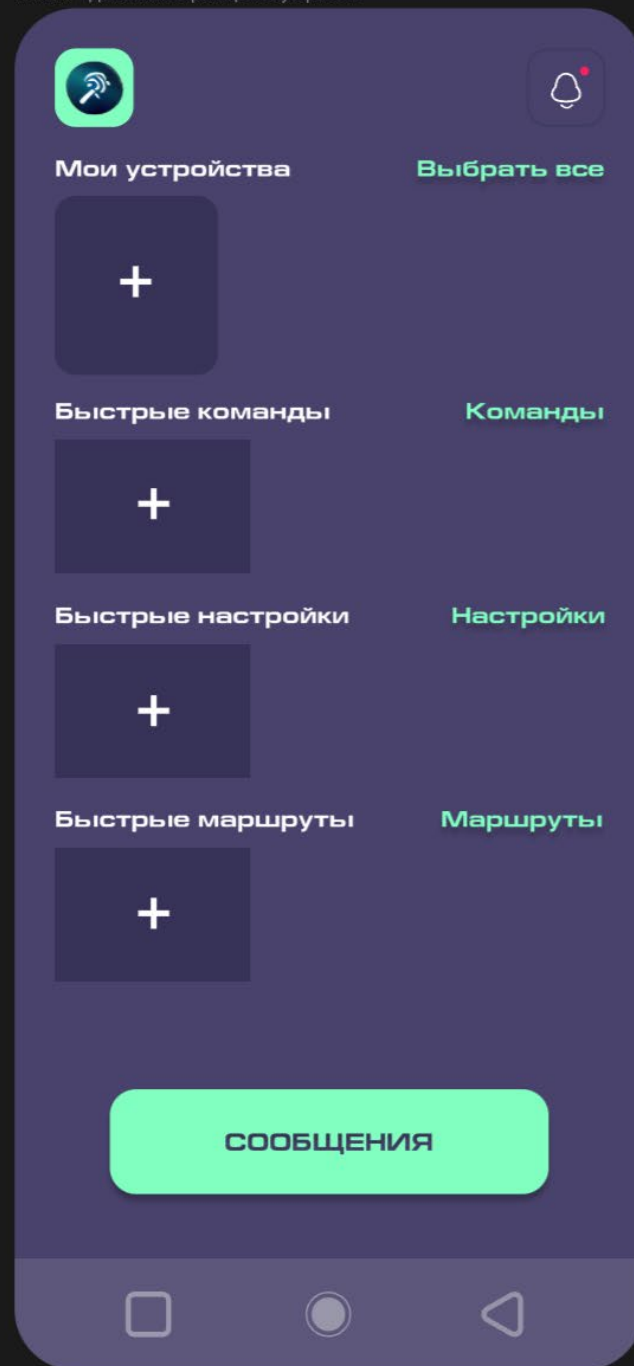 Мои устройства Выбрать все
+
Быстрые команды Команды
+
Быстрые настройки Настройки
+
Быстрые маршруты Маршруты
+
СООБЩЕНИЯ